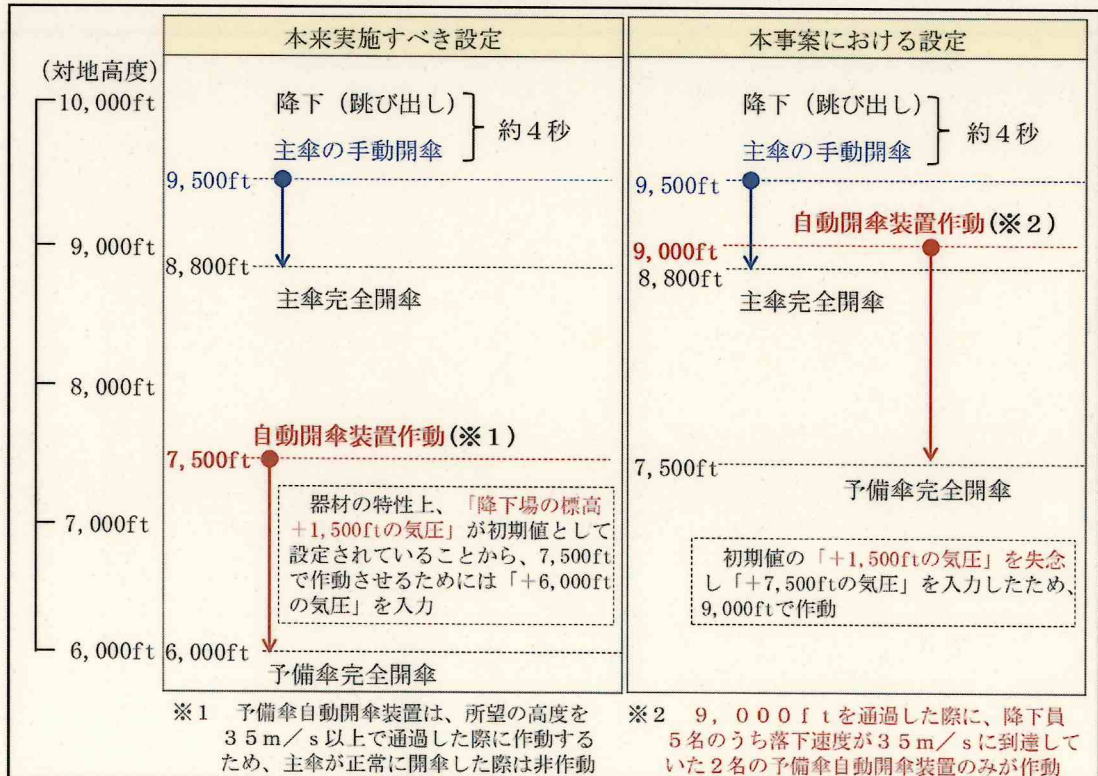 本来実施すべき設定
本事案における設定
(対地高度)
10,000ft
9,000ft
8,000ft
7,000ft
6,000ft
降下（跳び出し）
約４秒
主傘の手動開傘
9,500ft
8,800ft
主傘完全開傘
自動開傘装置作動(※１)
7,500ft
器材の特性上、「降下場の標高
＋1,500ftの気圧」が初期値として
設定されていることから、7,500ft
で作動させるためには「＋6,000ft
の気圧」を入力
6,000ft
予備傘完全開傘
降下（跳び出し）
約４秒
主傘の手動開傘
9,500ft
自動開傘装置作動(※２)
9,000ft
8,800ft
主傘完全開傘
7,500ft
予備傘完全開傘
初期値の「＋1,500ftの気圧」を失念
し「＋7,500ftの気圧」を入力したため、
9,000ftで作動
※１　予備傘自動開傘装置は、所望の高度を
３５ｍ／ｓ以上で通過した際に作動する
ため、主傘が正常に開傘した際は非作動
※２　９，０００ｆｔを通過した際に、降下員
５名のうち落下速度が３５ｍ／ｓに到達して
いた２名の予備傘自動開傘装置のみが作動